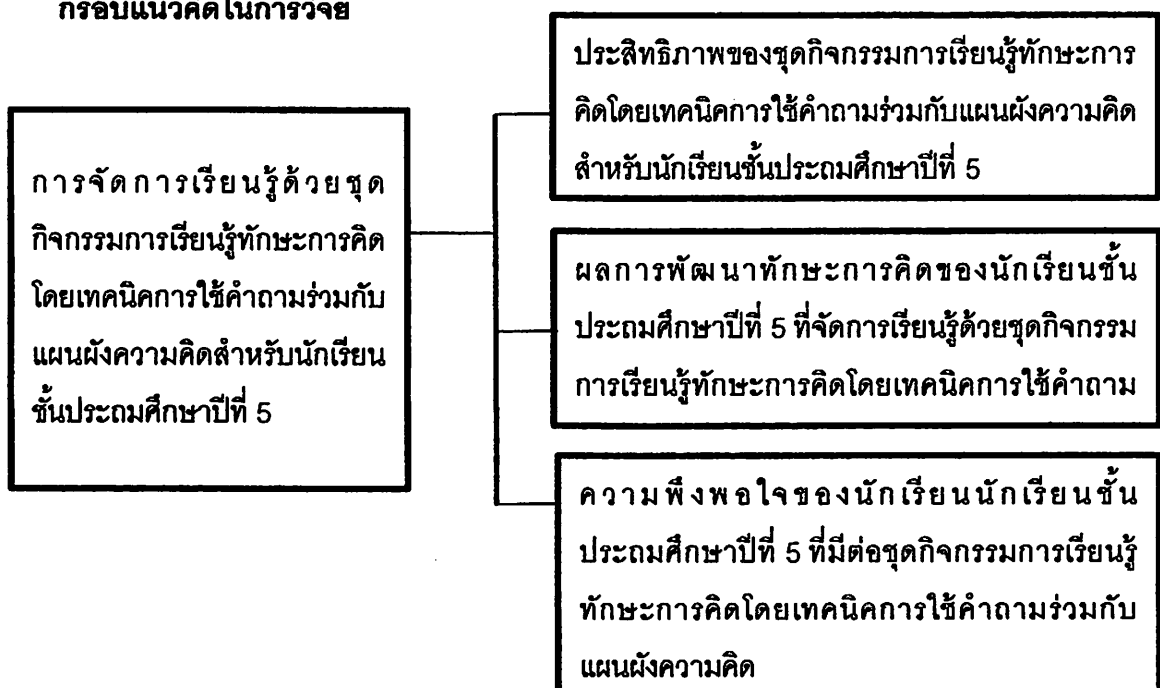 กรอบแนวคิดในการวิจัย
การจัดการเรียนรู้ด้วยชุด
กิจกรรมการเรียนรู้ทักษะการคิด
โดยเทคนิคการใช้คำถามร่วมกับ
แผนผังความคิดสำหรับนักเรียน
ชั้นประถมศึกษาปีที่ 5
ประสิทธิภาพของชุดกิจกรรมการเรียนรู้ทักษะการ
คิดโดยเทคนิคการใช้คำถามร่วมกับแผนผังความคิด
สำหรับนักเรียนชั้นประถมศึกษาปีที่ 5
ผลการพัฒนาทักษะการคิดของนักเรียนชั้น
ประถมศึกษาปีที่ 5 ที่จัดการเรียนรู้ด้วยชุดกิจกรรม
การเรียนรู้ทักษะการคิดโดยเทคนิคการใช้คำถาม
ความพึงพอใจของนักเรียนนักเรียนชั้น
ประถมศึกษาปีที่ 5 ที่มีต่อชุดกิจกรรมการเรียนรู้
ทักษะการคิดโดยเทคนิคการใช้คำถามร่วมกับ
แผนผังความคิด